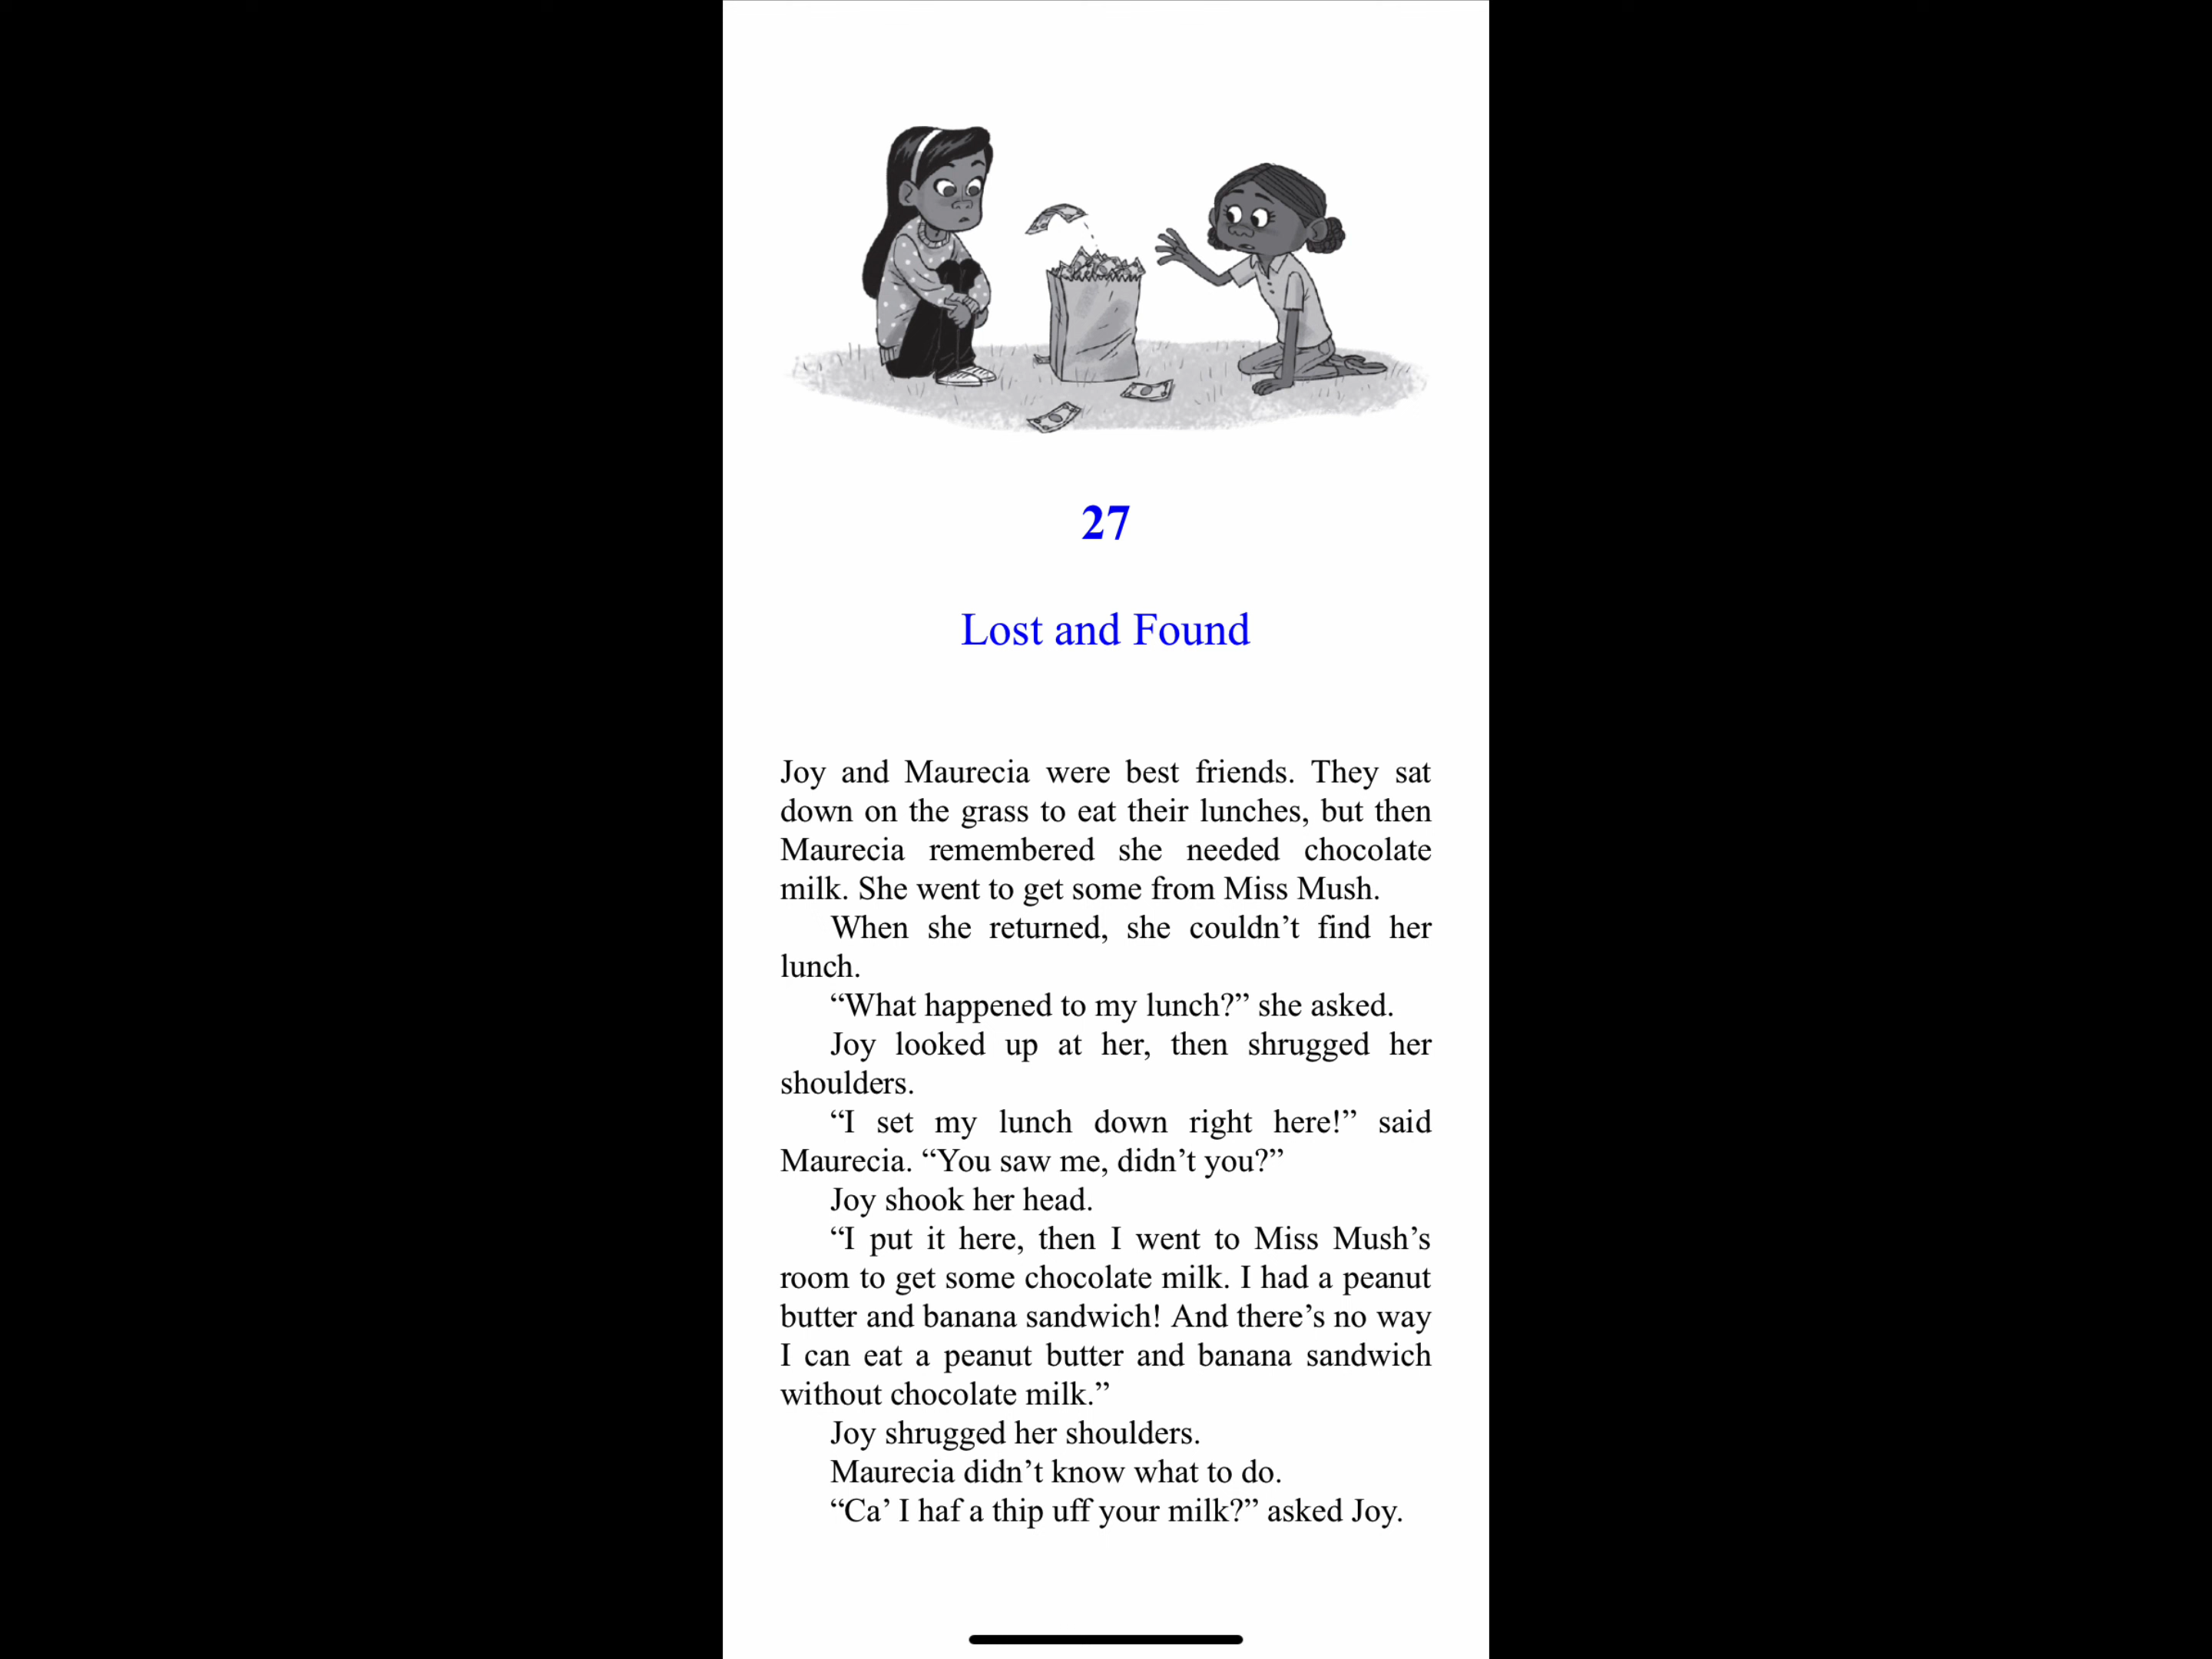 27
Lost and Found
Joy and Maurecia were best friends. They sat
down on the grass to eat their lunches, but then
Maurecia remembered she needed chocolate
milk. She went to get some from Miss Mush.
When she returned, she couldn’t find her
lunch.
“What happened to my lunch?” she asked.
Joy looked up at her, then shrugged her
shoulders.
“I set my lunch down right here!” said
Maurecia. “You saw me, didn’t you?”
Joy shook her head.
“I put it here, then I went to Miss Mush’s
room to get some chocolate milk. I had a peanut
butter and banana sandwich! And there’s no way
I can eat a peanut butter and banana sandwich
without chocolate milk.”
Joy shrugged her shoulders.
Maurecia didn’t know what to do.
“Ca’ I haf a thip uff your milk?” asked Joy.